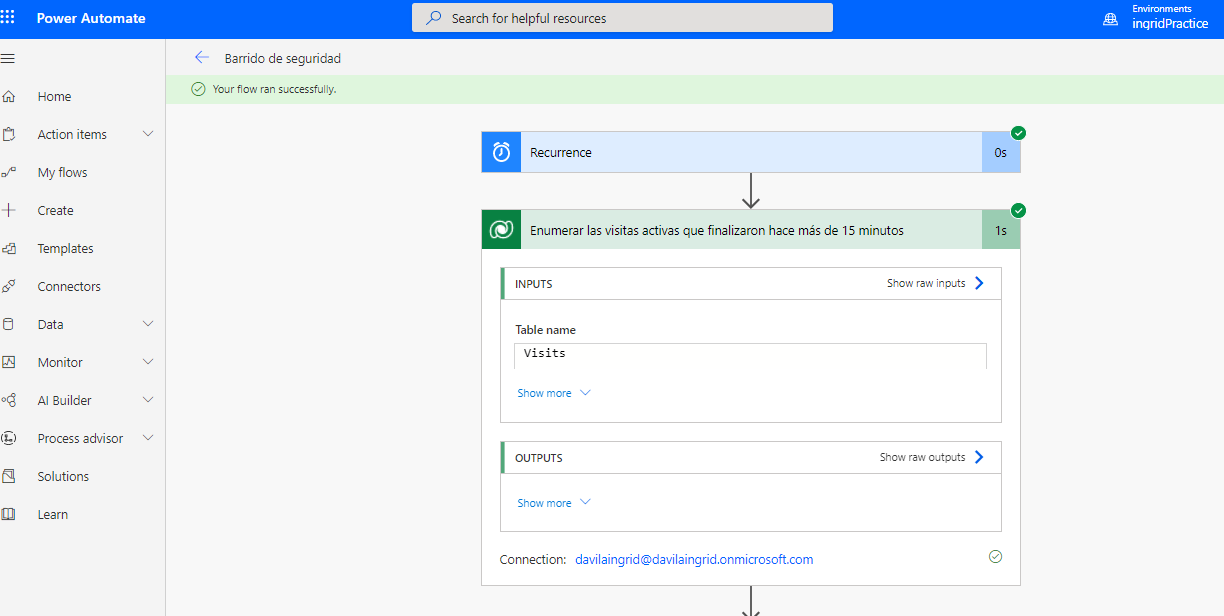 Power Automate
Search for helpful resources
Environments
ingridPractice
Barrido de seguridad
Your flow ran successfully.
Home
Action items
My flows
Create
Templates
Connectors
Data
Monitor
AI Builder
Process advisor
Solutions
Learn
Recurrence
0s
Enumerar las visitas activas que finalizaron hace más de 15 minutos
1s
INPUTS
Show raw inputs
Table name
Visits
Show more
OUTPUTS
Show raw outputs
Show more
Connection: davilaingrid@davilaingrid.onmicrosoft.com